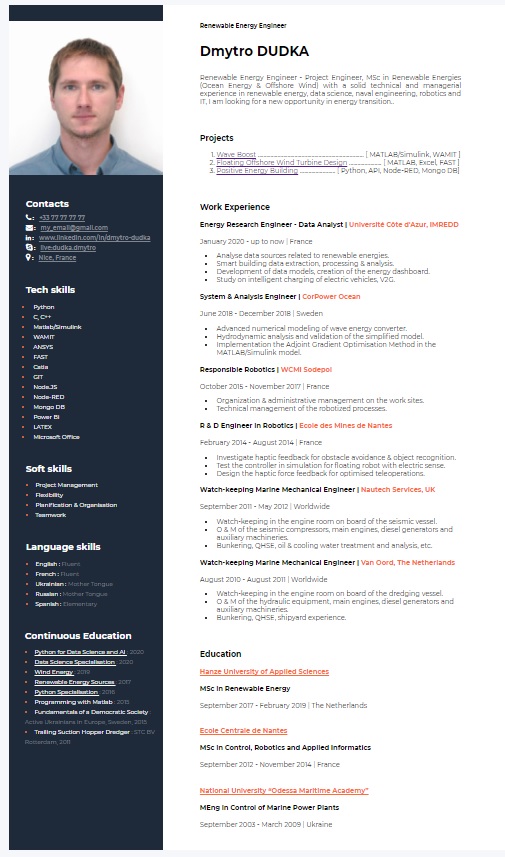 Renewable Energy Engineer
Dmytro DUDKA
Renewable Energy Engineer - Project Engineer, MSc in Renewable Energies
(Ocean Energy & Offshore Wind) with a solid technical and managerial
experience in renewable energy, data science, naval engineering, robotics and
IT, I am looking for a new opportunity in energy transition..
Projects
1. Wave Boost ........ [ MATLAB/Simulink, WAMIT ]
2. Floating Offshore Wind Turbine Design ........ [ MATLAB, Excel, FAST ]
3. Positive Energy Building ........ [ Python, API, Node-RED, Mongo DB]
Work Experience
Energy Research Engineer - Data Analyst | Université Côte d'Azur, IMREDD
January 2020 - up to now | France
Analyse data sources related to renewable energies.
Smart building data extraction, processing & analysis.
Development of data models, creation of the energy dashboard.
Study on intelligent charging of electric vehicles, V2G.
System & Analysis Engineer | CorPower Ocean
June 2018 - December 2018 | Sweden
Advanced numerical modeling of wave energy converter.
Hydrodynamic analysis and validation of the simplified model.
Implementation the Adjoint Gradient Optimisation Method in the
MATLAB/Simulink model.
Responsible Robotics | WCMI Sodepol
October 2015 - November 2017 | France
Organization & administrative management on the work sites.
Technical management of the robotized processes.
R & D Engineer in Robotics | Ecole des Mines de Nantes
February 2014 - August 2014 | France
Investigate haptic feedback for obstacle avoidance & object recognition.
Test the controller in simulation for floating robot with electric sense.
Design the haptic force feedback for optimised teleoperations.
Watch-keeping Marine Mechanical Engineer | Nautech Services, UK
September 2011 - May 2012 | Worldwide
Watch-keeping in the engine room on board of the seismic vessel.
O & M of the seismic compressors, main engines, diesel generators and
auxiliary machineries.
Bunkering, QHSE, oil & cooling water treatment and analysis, etc.
Watch-keeping Marine Mechanical Engineer | Van Oord, The Netherlands
August 2010 - August 2011 | Worldwide
Watch-keeping in the engine room on board of the dredging vessel.
O & M of the hydraulic equipment, main engines, diesel generators and
auxiliary machineries.
Bunkering, QHSE, shipyard experience.
Education
Hanze University of Applied Sciences
MSc in Renewable Energy
September 2017 - February 2019 | The Netherlands
Ecole Centrale de Nantes
MSc in Control, Robotics and Applied Informatics
September 2012 - November 2014 | France
National University "Odessa Maritime Academy"
MEng in Control of Marine Power Plants
September 2003 - March 2009 | Ukraine
Contacts
: +33 77 77 77 77
: my_email@gmail.com
in : www.linkedin.com/in/dmytro-dudka
: live:dudka.dmytro
: Nice, France
Tech skills
Python
C, C++
Matlab/Simulink
WAMIT
ANSYS
FAST
Catia
GIT
Node.JS
Node-RED
Mongo DB
Power BI
LATEX
Microsoft Office
Soft skills
Project Management
Flexibility
Planification & Organisation
Teamwork
Language skills
English : Fluent
French : Fluent
Ukrainian : Mother Tongue
Russian : Mother Tongue
Spanish : Elementary
Continuous Education
Python for Data Science and AI : 2020
Data Science Specialisation : 2020
Wind Energy : 2019
Renewable Energy Sources : 2017
Python Specialisation : 2016
Programming with Matlab : 2015
Fundamentals of a Democratic Society :
Active Ukrainians in Europe, Sweden, 2015
Trailing Suction Hopper Dredger : STC BV
Rotterdam, 2011